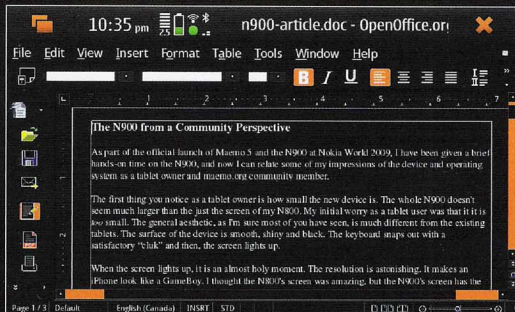 10:35 pm n900-article.doc - OpenOffice.or
File Edit View Insert Format Table Tools Window Help
B I U
1 2 3 4 5 6 7
The N900 from a Community Perspective
As part of the official launch of Maemo 5 and the N900 at Nokia World 2009, I have been given a brief
hands-on time on the N900, and now I can relate some of my impressions of the device and operating
system as a tablet owner and maemo.org community member.
The first thing you notice as a tablet owner is how small the new device is. The whole N900 doesn't
seem much larger than the just the screen of my N800. My initial worry as a tablet user was that it it is
too small. The general aesthetic, as I'm sure most of you have seen, is much different from the existing
tablets. The surface of the device is smooth, shiny and black. The keyboard snaps out with a
satisfactory "cluk" and then, the screen lights up.
When the screen lights up, it is an almost holy moment. The resolution is astonishing. It makes an
iPhone look like a GameBoy. I thought the N800's screen was amazing, but the N900's screen has the
1
2
Page 1 / 3 Default English (Canada) INSRT STD